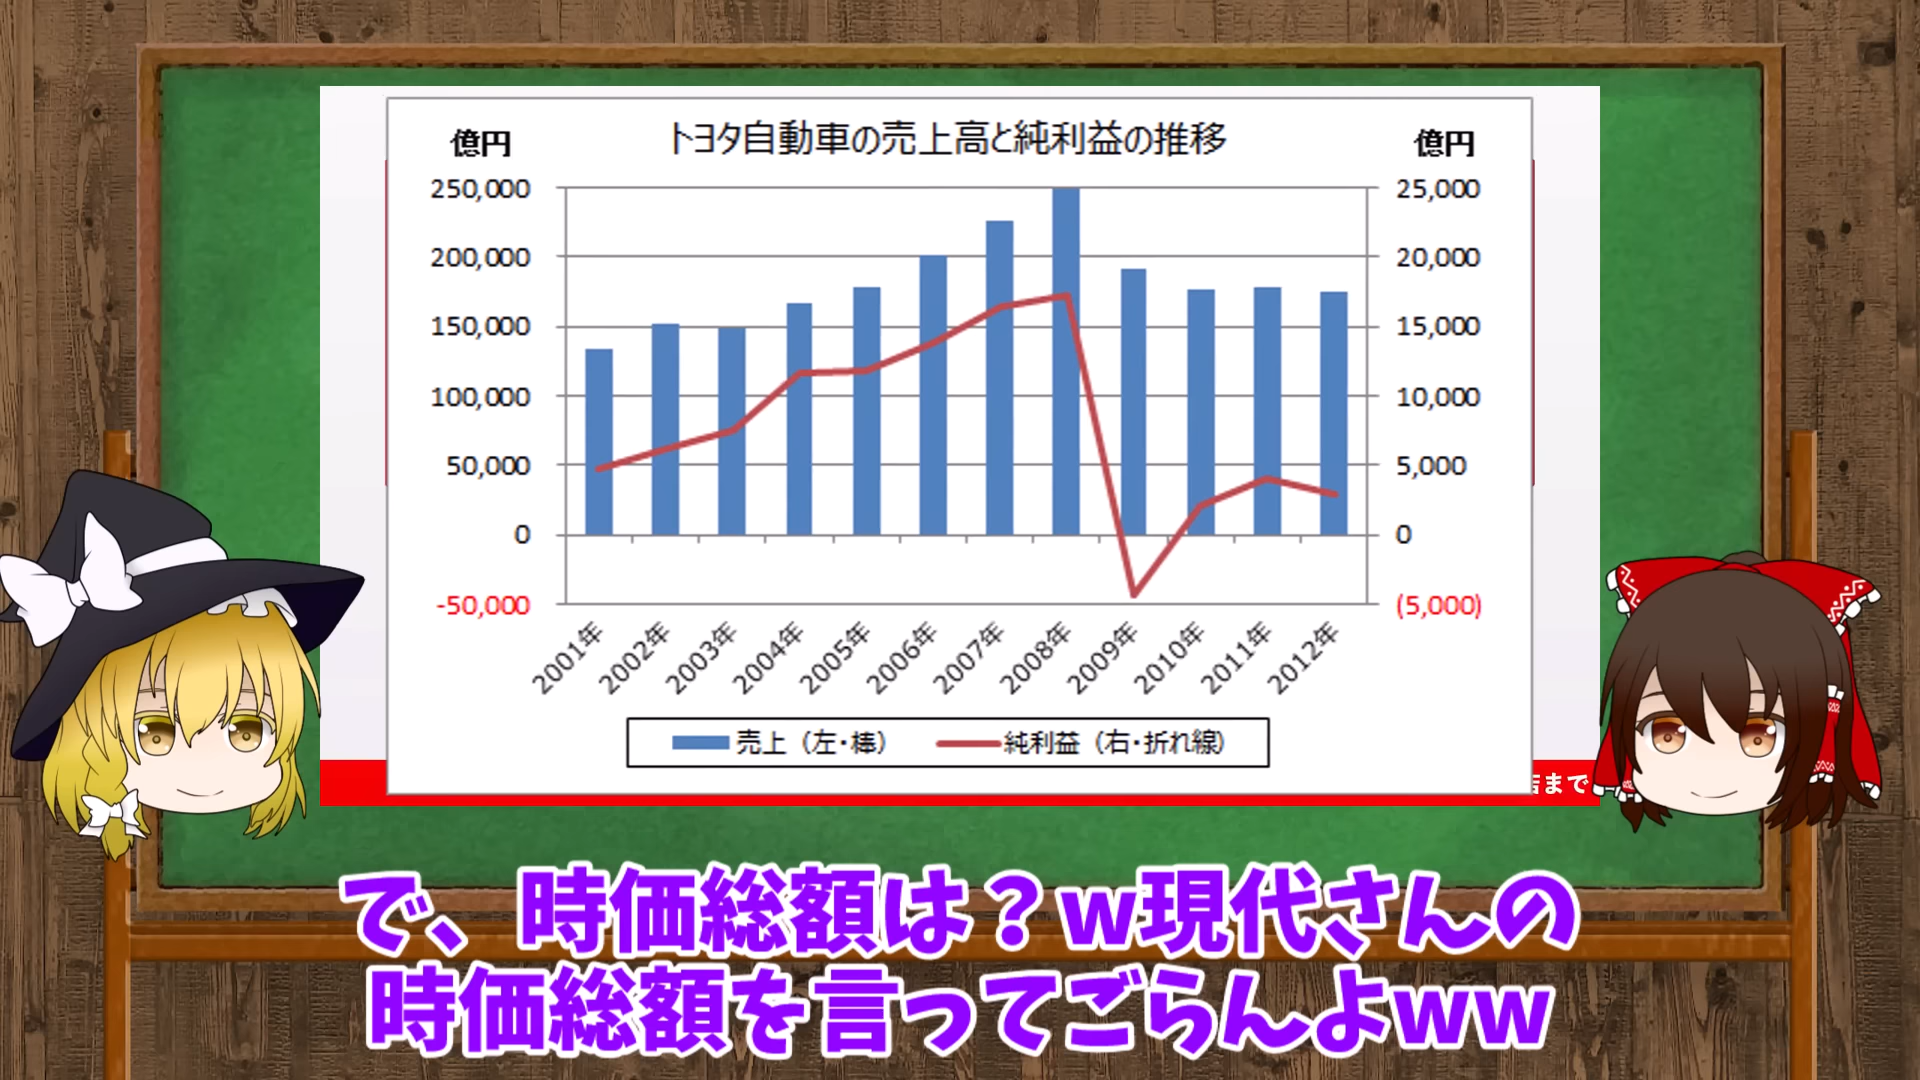 億円
トヨタ自動車の売上高と純利益の推移
億円
250,000
200,000
150,000
100,000
50,000
0
-50,000
25,000
20,000
15,000
10,000
5,000
0
(5,000)
2001年
2002年
2003年
2004年
2005年
2006年
2007年
2008年
2009年
2010年
2011年
2012年
売上（左・棒）
純利益（右・折れ線）
まで
で、時価総額は？w現代さんの
時価総額を言ってごらんよww